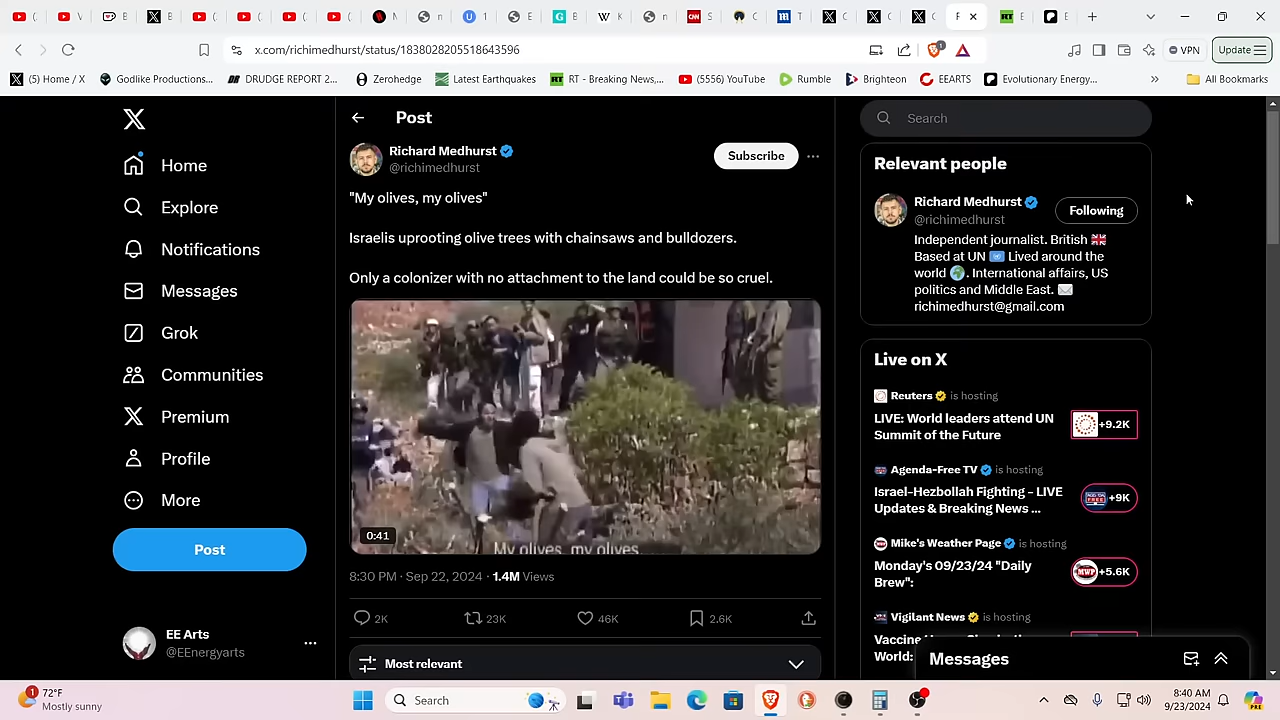 x.com/richimedhurst/status/1838028205518643596
VPN
Update
(5) Home / X
Godlike Productions...
DRUDGE REPORT 2...
Zerohedge
Latest Earthquakes
RT - Breaking News,...
(5556) YouTube
Rumble
Brighteon
EEARTS
Evolutionary Energy...
All Bookmarks
Home
Explore
Notifications
Messages
Grok
Communities
Premium
Profile
More
Post
EE Arts
@EEnergyarts
Post
Richard Medhurst
@richimedhurst
Subscribe
"My olives, my olives"
Israelis uprooting olive trees with chainsaws and bulldozers.
Only a colonizer with no attachment to the land could be so cruel.
0:41
My olives, my olives
8:30 PM · Sep 22, 2024 · 1.4M Views
2K 23K 46K 2.6K
Most relevant
Search
Relevant people
Richard Medhurst
@richimedhurst
Following
Independent journalist. British
Based at UN Lived around the
world . International affairs, US
politics and Middle East.
richimedhurst@gmail.com
Live on X
Reuters is hosting
LIVE: World leaders attend UN
Summit of the Future
+9.2K
Agenda-Free TV is hosting
Israel-Hezbollah Fighting - LIVE
Updates & Breaking News ...
+9K
Mike's Weather Page is hosting
Monday's 09/23/24 "Daily
Brew":
+5.6K
Vigilant News is hosting
World:
Messages
1
72°F
Mostly sunny
Search
8:40 AM
9/23/2024